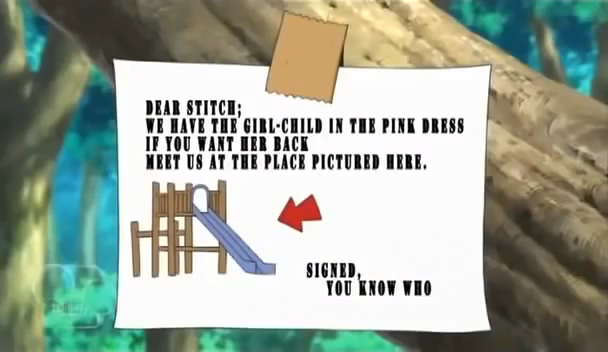 DEAR STITCH;
WE HAVE THE GIRL-CHILD IN THE PINK DRESS
IF YOU WANT HER BACK
MEET US AT THE PLACE PICTURED HERE.
SIGNED,
YOU KNOW WHO